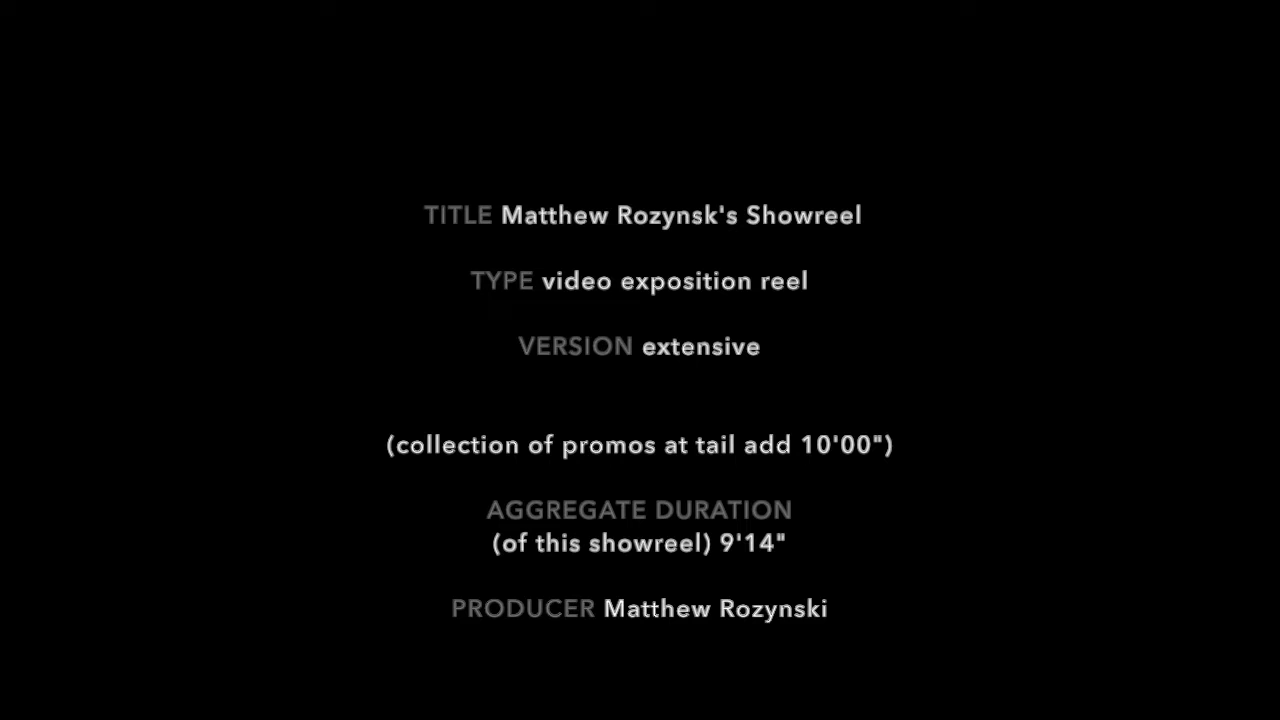 TITLE Matthew Rozynsk's Showreel
TYPE video exposition reel
VERSION extensive
(collection of promos at tail add 10'00")
AGGREGATE DURATION
(of this showreel) 9'14"
PRODUCER Matthew Rozynski